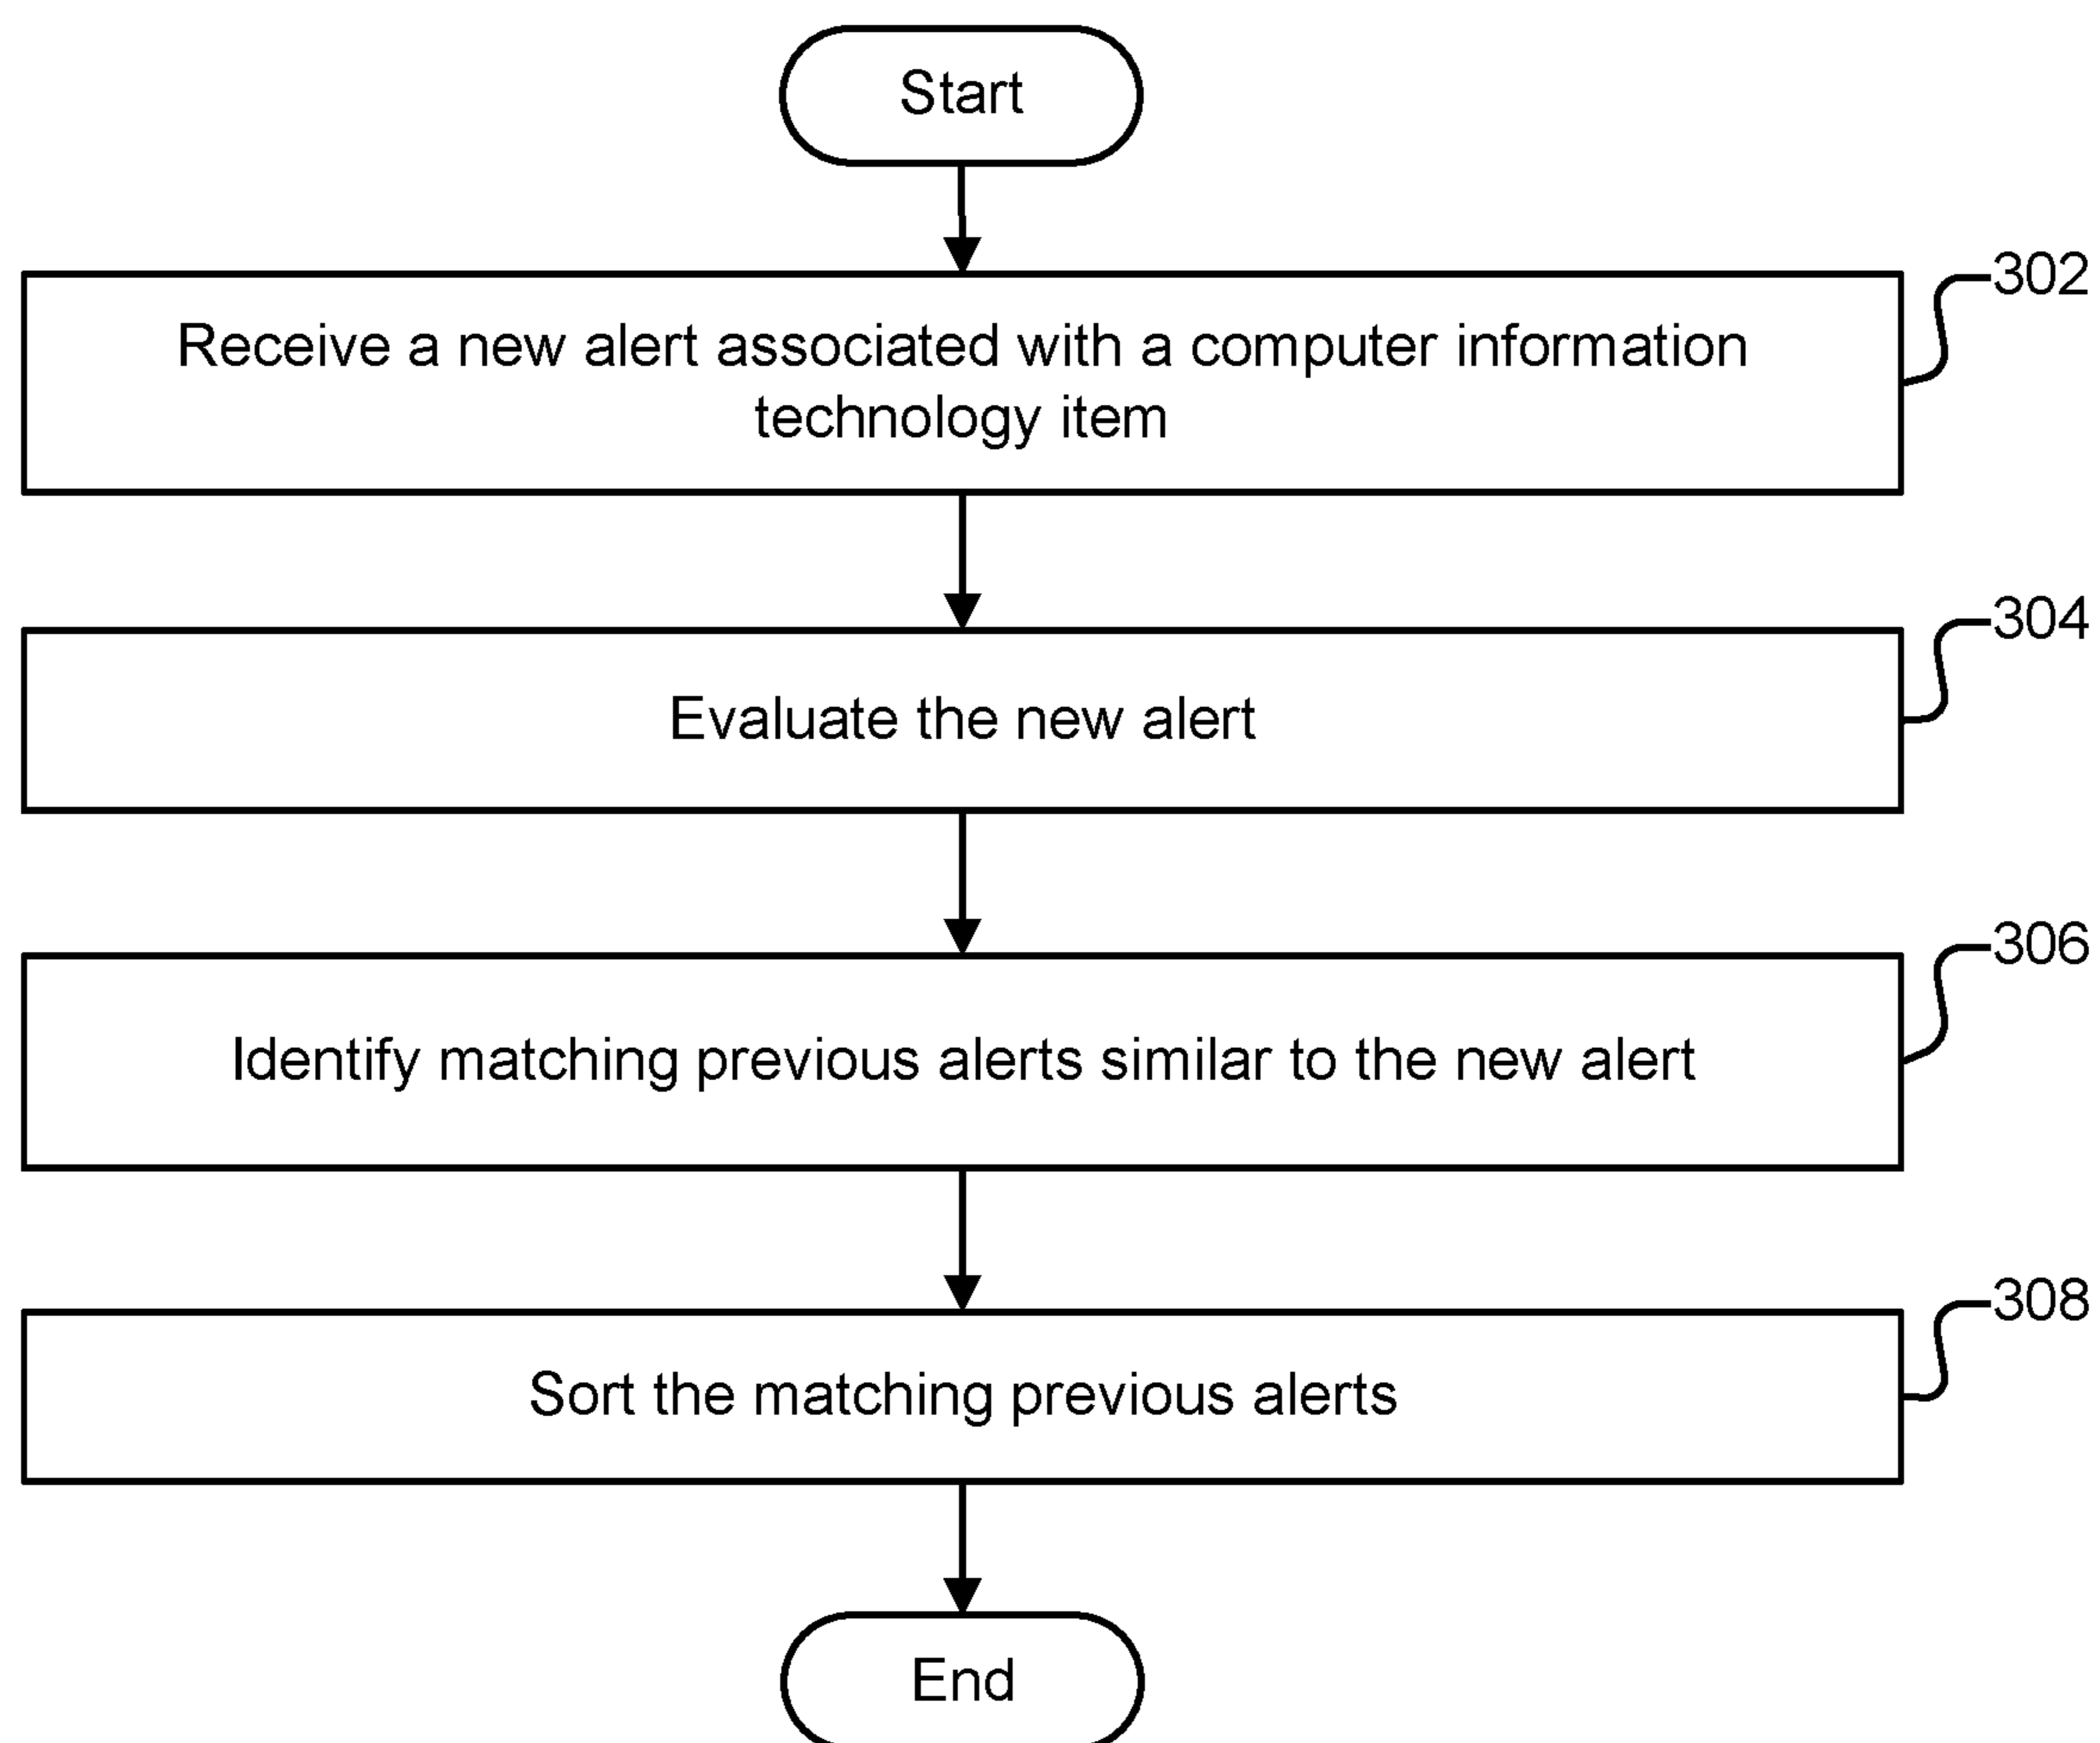 Start
302
Receive a new alert associated with a computer information
technology item
304
Evaluate the new alert
306
Identify matching previous alerts similar to the new alert
308
Sort the matching previous alerts
End